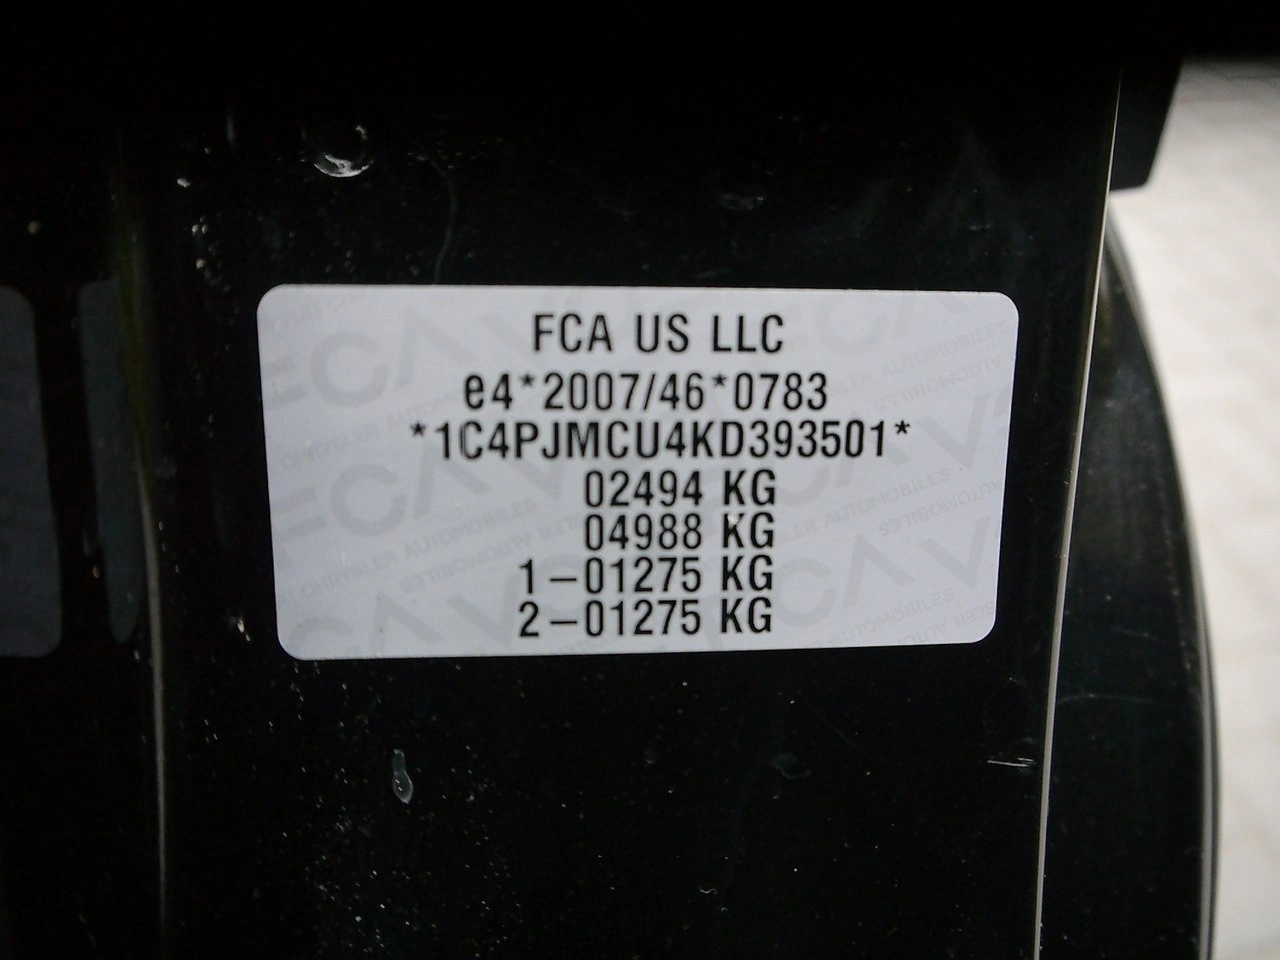 FCA US LLC
e4*2007/46*0783
*1C4PJMCU4KD393501*
02494 KG
04988 KG
1-01275 KG
2-01275 KG